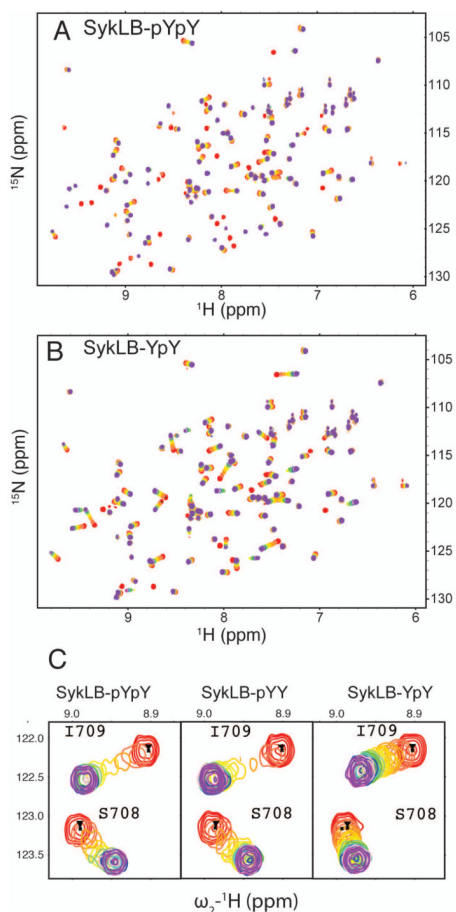 A SykLB-pYpY
105
110
115
120
125
130
¹⁵N (ppm)
9 8 7 6
¹H (ppm)
B SykLB-YpY
105
110
115
120
125
130
¹⁵N (ppm)
9 8 7 6
¹H (ppm)
C
SykLB-pYpY SykLB-pYY SykLB-YpY
9.0 8.9 9.0 8.9 9.0 8.9
I709 I709 I709
122.0
122.5
123.0
S708 S708 S708
123.5
ω₂-¹H (ppm)